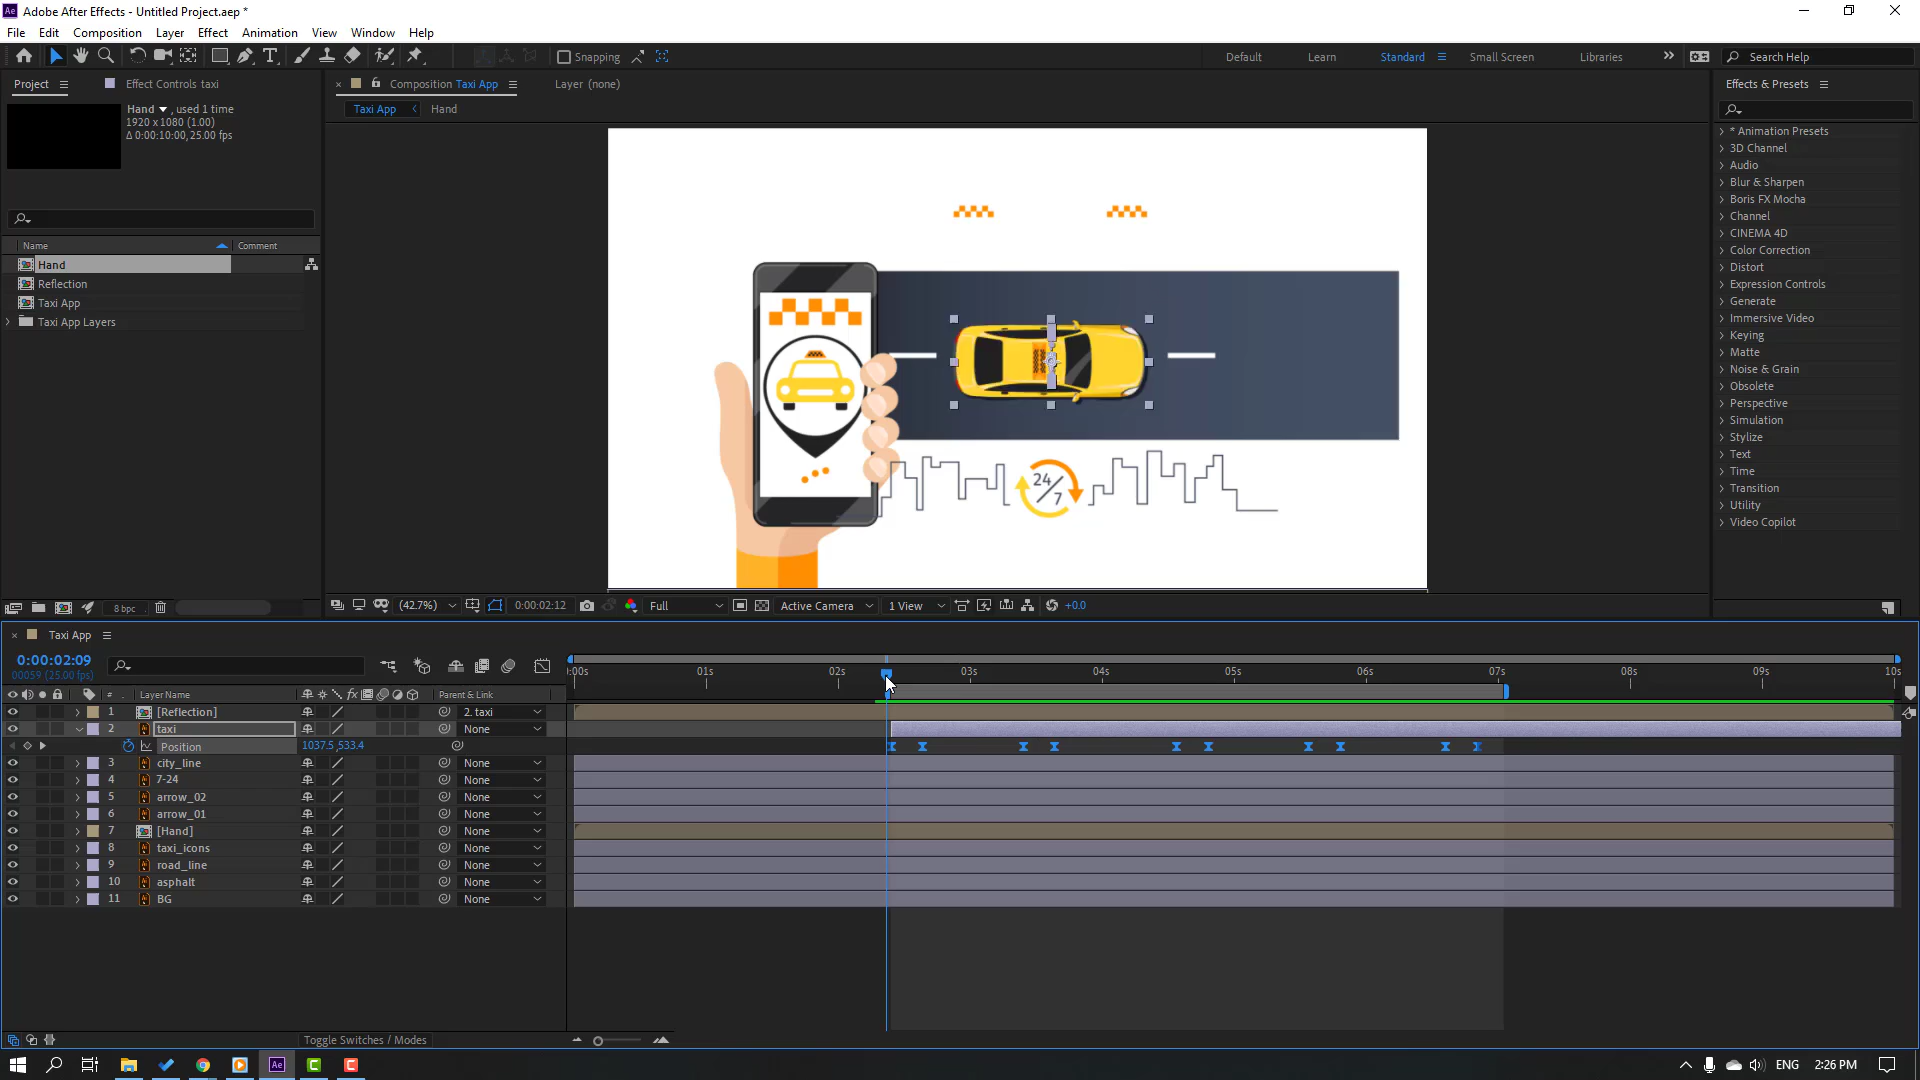 Adobe After Effects - Untitled Project.aep *
File Edit Composition Layer Effect Animation View Window Help
Snapping
Default Learn Standard Small Screen Libraries Search Help
Project Effect Controls taxi
Composition Taxi App Layer (none)
Effects & Presets
Hand , used 1 time
1920 x 1080 (1.00)
Δ 0:00:10:00, 25.00 fps
Taxi App Hand
Name Comment
Hand
Reflection
Taxi App
Taxi App Layers
24
7
* Animation Presets
3D Channel
Audio
Blur & Sharpen
Boris FX Mocha
Channel
CINEMA 4D
Color Correction
Distort
Expression Controls
Generate
Immersive Video
Keying
Matte
Noise & Grain
Obsolete
Perspective
Simulation
Stylize
Text
Time
Transition
Utility
Video Copilot
8 bpc
(42.7%) 0:00:02:12 Full Active Camera 1 View +0.0
Taxi App
0:00:02:09
00059 (25.00 fps)
:00s 01s 02s 03s 04s 05s 06s 07s 08s 09s 10s
# Layer Name fx Parent & Link
1 [Reflection] 2. taxi
2 taxi None
Position 1037.5,533.4
3 city_line None
4 7-24 None
5 arrow_02 None
6 arrow_01 None
7 [Hand] None
8 taxi_icons None
9 road_line None
10 asphalt None
11 BG None
Toggle Switches / Modes
ENG 2:26 PM